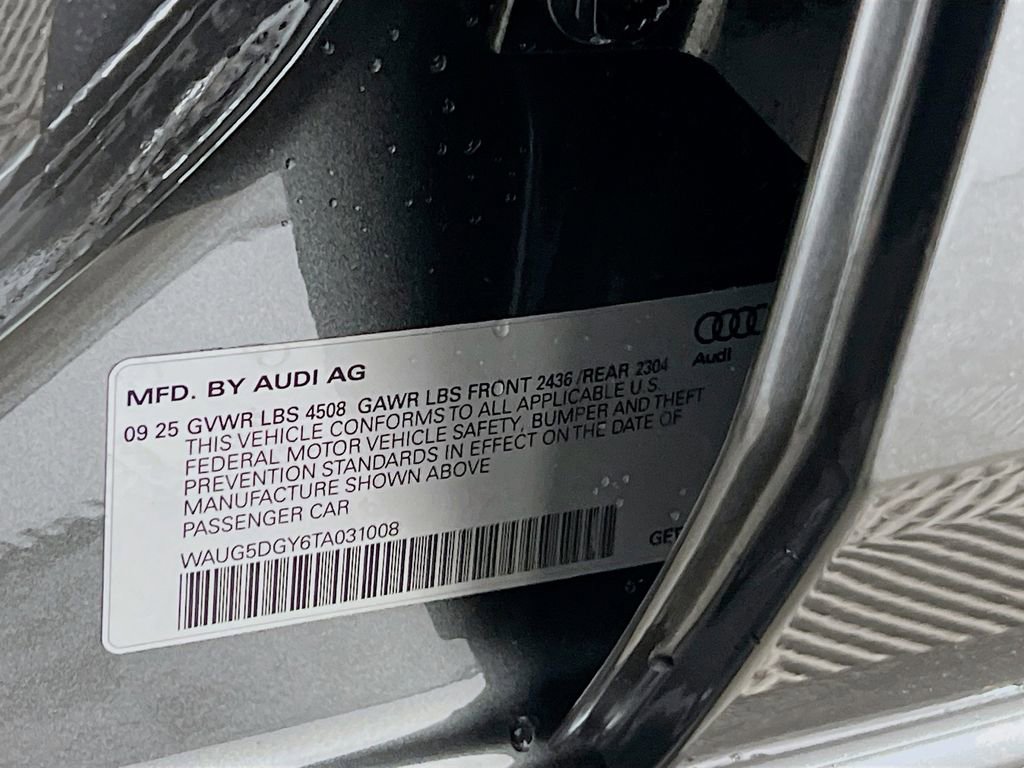 Audi
MFD. BY AUDI AG
09 25 GVWR LBS 4508 GAWR LBS FRONT 2436 /REAR 2304
THIS VEHICLE CONFORMS TO ALL APPLICABLE U.S.
FEDERAL MOTOR VEHICLE SAFETY, BUMPER AND THEFT
PREVENTION STANDARDS IN EFFECT ON THE DATE OF
MANUFACTURE SHOWN ABOVE
PASSENGER CAR
WAUG5DGY6TA031008